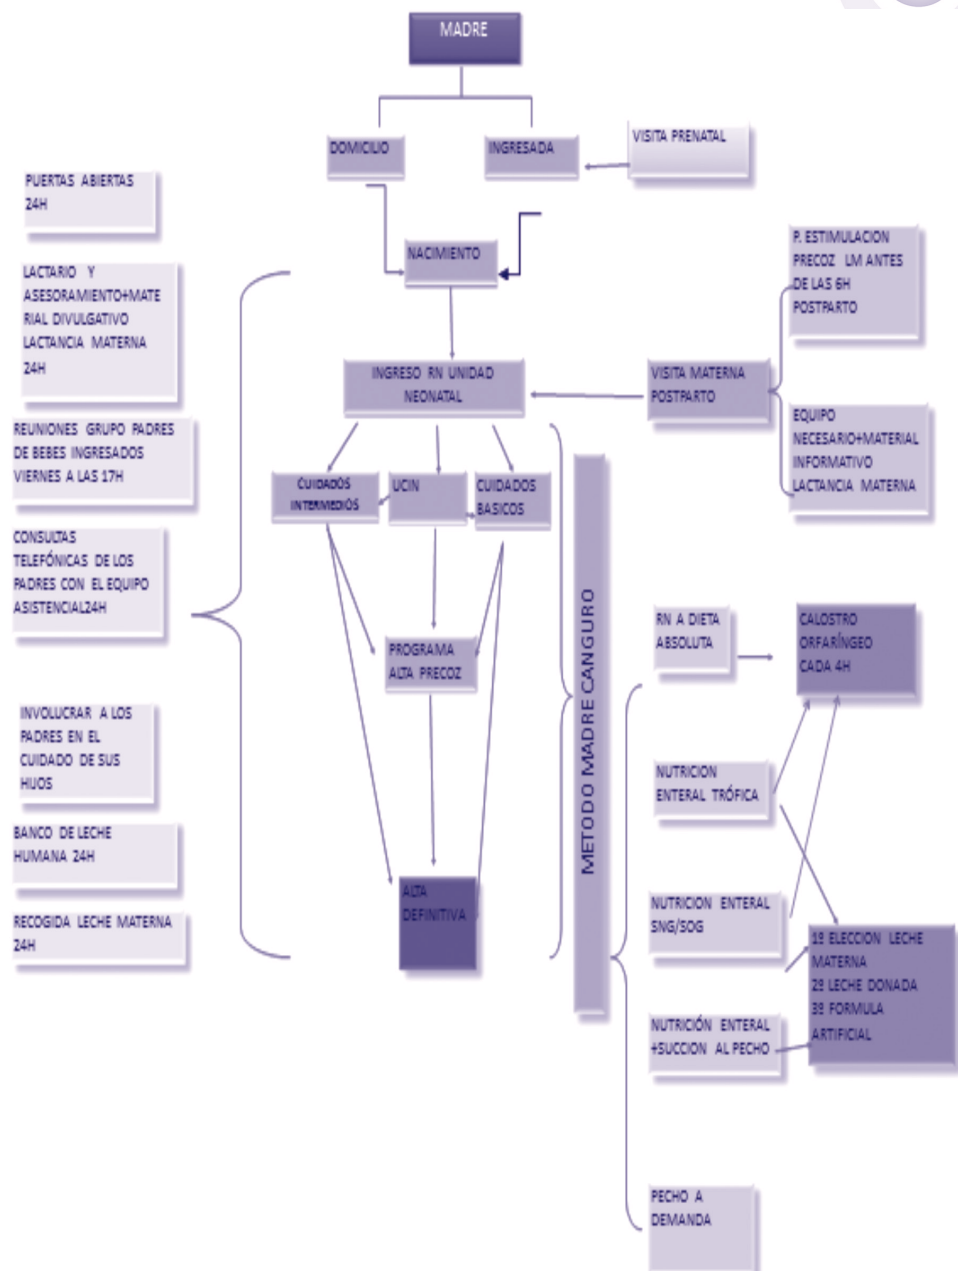 MADRE
DOMICILIO
INGRESADA
VISITA PRENATAL
NACIMIENTO
PUERTAS ABIERTAS
24H
LACTARIO Y
ASESORAMIENTO+MATE
RIAL DIVULGATIVO
LACTANCIA MATERNA
24H
REUNIONES GRUPO PADRES
DE BEBES INGRESADOS
VIERNES A LAS 17H
CONSULTAS
TELEFÓNICAS DE LOS
PADRES CON EL EQUIPO
ASISTENCIAL24H
INVOLUCRAR A LOS
PADRES EN EL
CUIDADO DE SUS
HIJOS
BANCO DE LECHE
HUMANA 24H
RECOGIDA LECHE MATERNA
24H
INGRESO RN UNIDAD
NEONATAL
CUIDADOS
INTERMEDIOS
UCIN
CUIDADOS
BASICOS
PROGRAMA
ALTA PRECOZ
ALTA
DEFINITIVA
METODO MADRE CANGURO
VISITA MATERNA
POSTPARTO
P. ESTIMULACION
PRECOZ LM ANTES
DE LAS 6H
POSTPARTO
EQUIPO
NECESARIO+MATERIAL
INFORMATIVO
LACTANCIA MATERNA
RN A DIETA
ABSOLUTA
CALOSTRO
ORFARÍNGEO
CADA 4H
NUTRICION
ENTERAL TRÓFICA
NUTRICION ENTERAL
SNG/SOG
NUTRICIÓN ENTERAL
+SUCCION AL PECHO
1º ELECCION LECHE
MATERNA
2º LECHE DONADA
3º FORMULA
ARTIFICIAL
PECHO A
DEMANDA